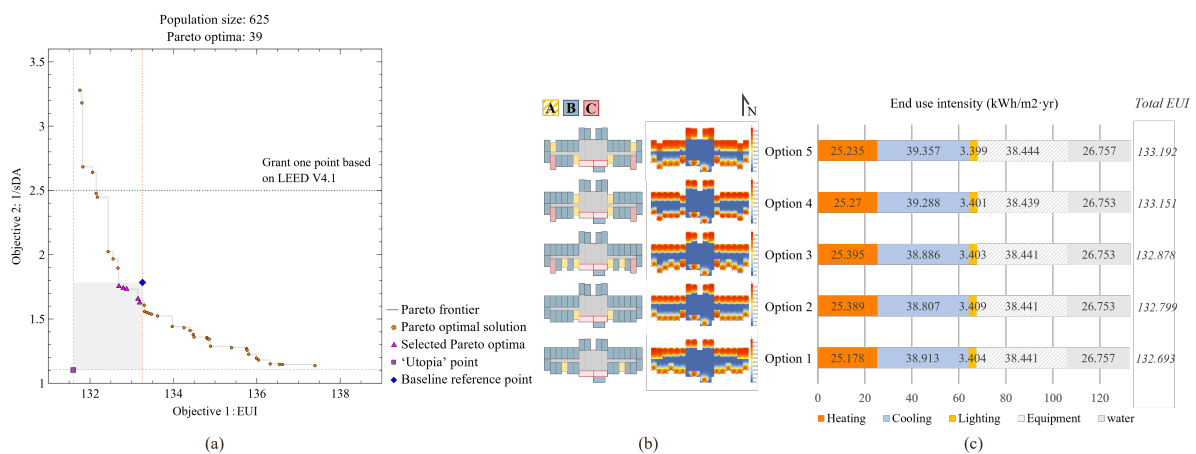 Population size: 625
Pareto optima: 39
3.5
3
2.5
2
1.5
1
Objective 2: 1/sDA
Grant one point based
on LEED V4.1
132
134
136
138
Objective 1: EUI
Pareto frontier
Pareto optimal solution
Selected Pareto optima
‘Utopia’ point
Baseline reference point
(a)
A B C
N
(b)
End use intensity (kWh/m2·yr)
Total EUI
Option 5 25.235 39.357 3.399 38.444 26.757 133.192
Option 4 25.27 39.288 3.401 38.439 26.753 133.151
Option 3 25.395 38.886 3.403 38.441 26.753 132.878
Option 2 25.389 38.807 3.409 38.441 26.753 132.799
Option 1 25.178 38.913 3.404 38.441 26.757 132.693
0 20 40 60 80 100 120
Heating Cooling Lighting Equipment water
(c)